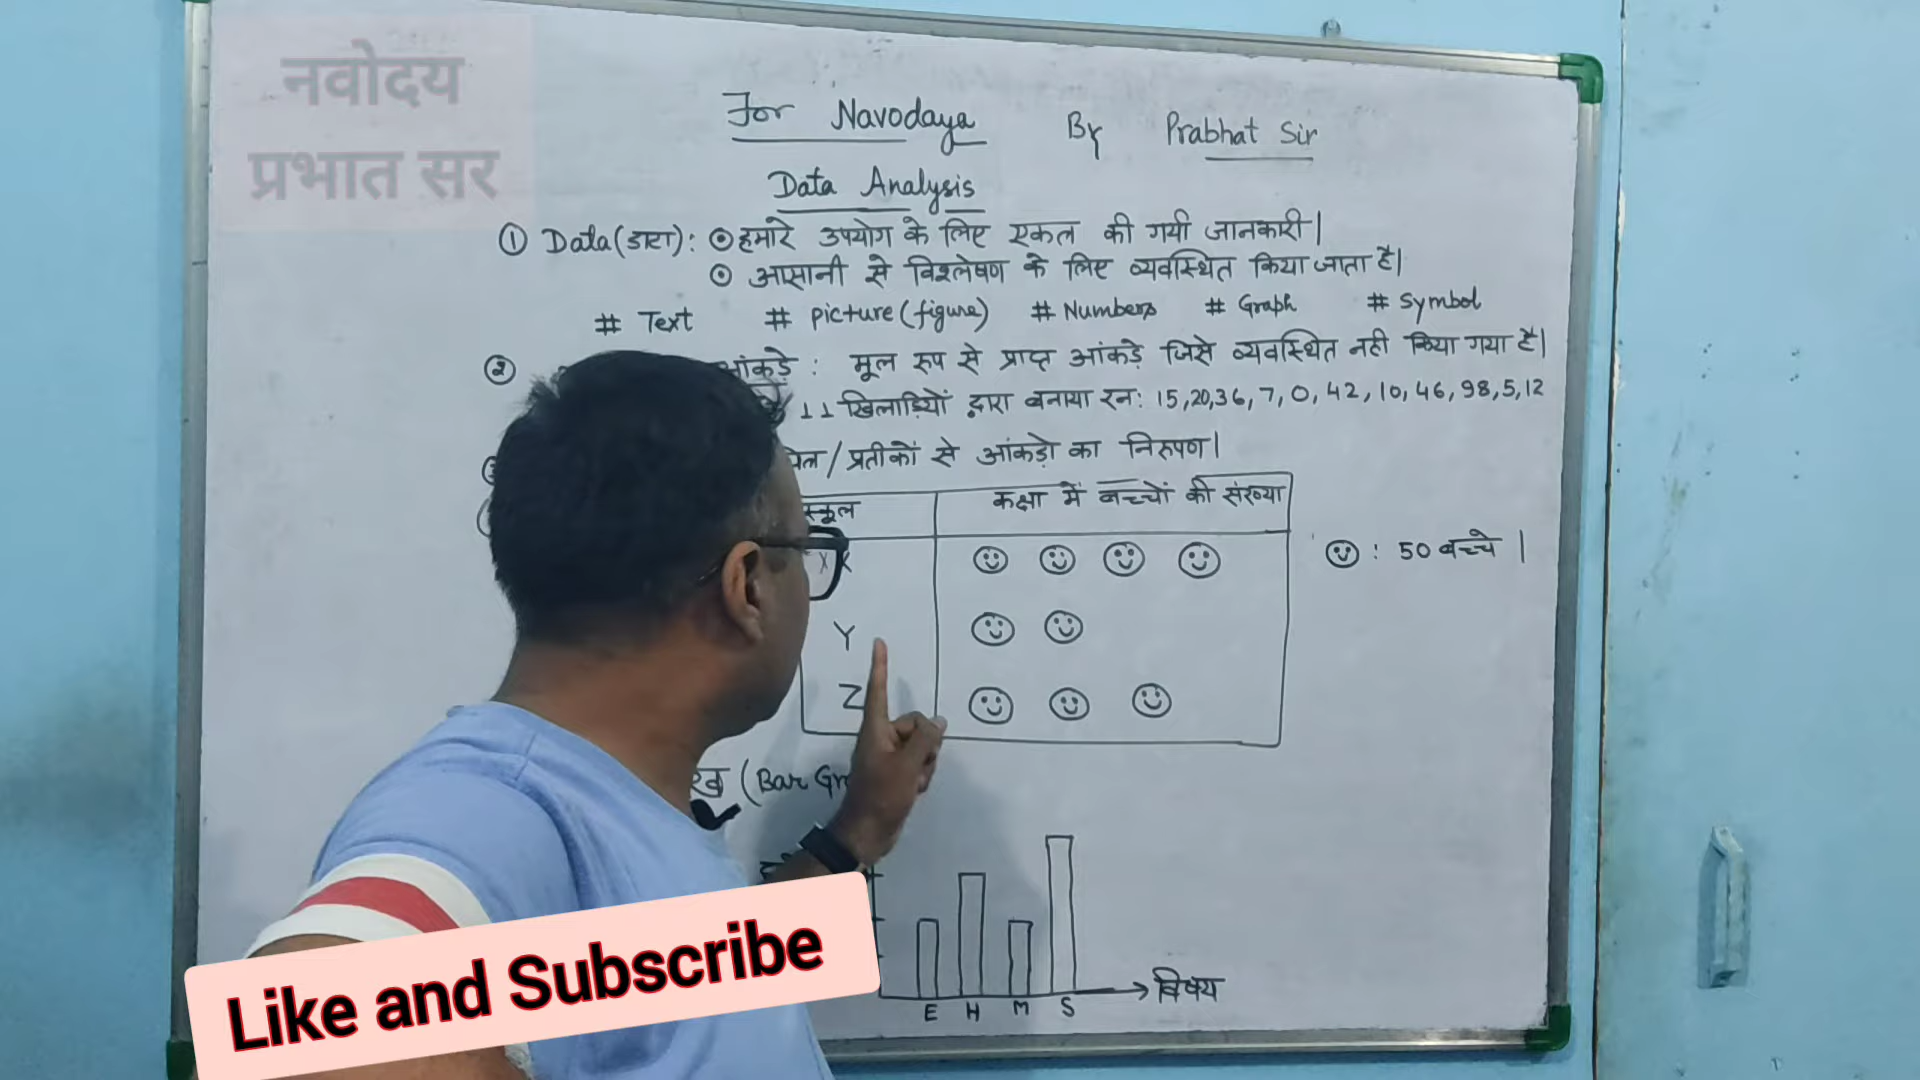 नवोदय
प्रभात सर
For Navodaya By Prabhat Sir
Data Analysis
① Data(डाटा): ⊙ हमारे उपयोग के लिए एकत्र की गयी जानकारी|
⊙ आसानी से विश्लेषण के लिए व्यवस्थित किया जाता है|
# Text # picture(figure) # Numbers # Graph # Symbol
② आंकड़े : मूल रूप से प्राप्त आंकड़े जिसे व्यवस्थित नही किया गया है|
11 खिलाड़ियों द्वारा बनाया रन: 15,20,36,7,0,42,10,46,98,5,12
/प्रतीकों से आंकड़ो का निरुपण|
स्कूल कक्षा में बच्चों की संख्या
X : 50 बच्चे |
Y
Z
(Bar
E H M S विषय
Like and Subscribe